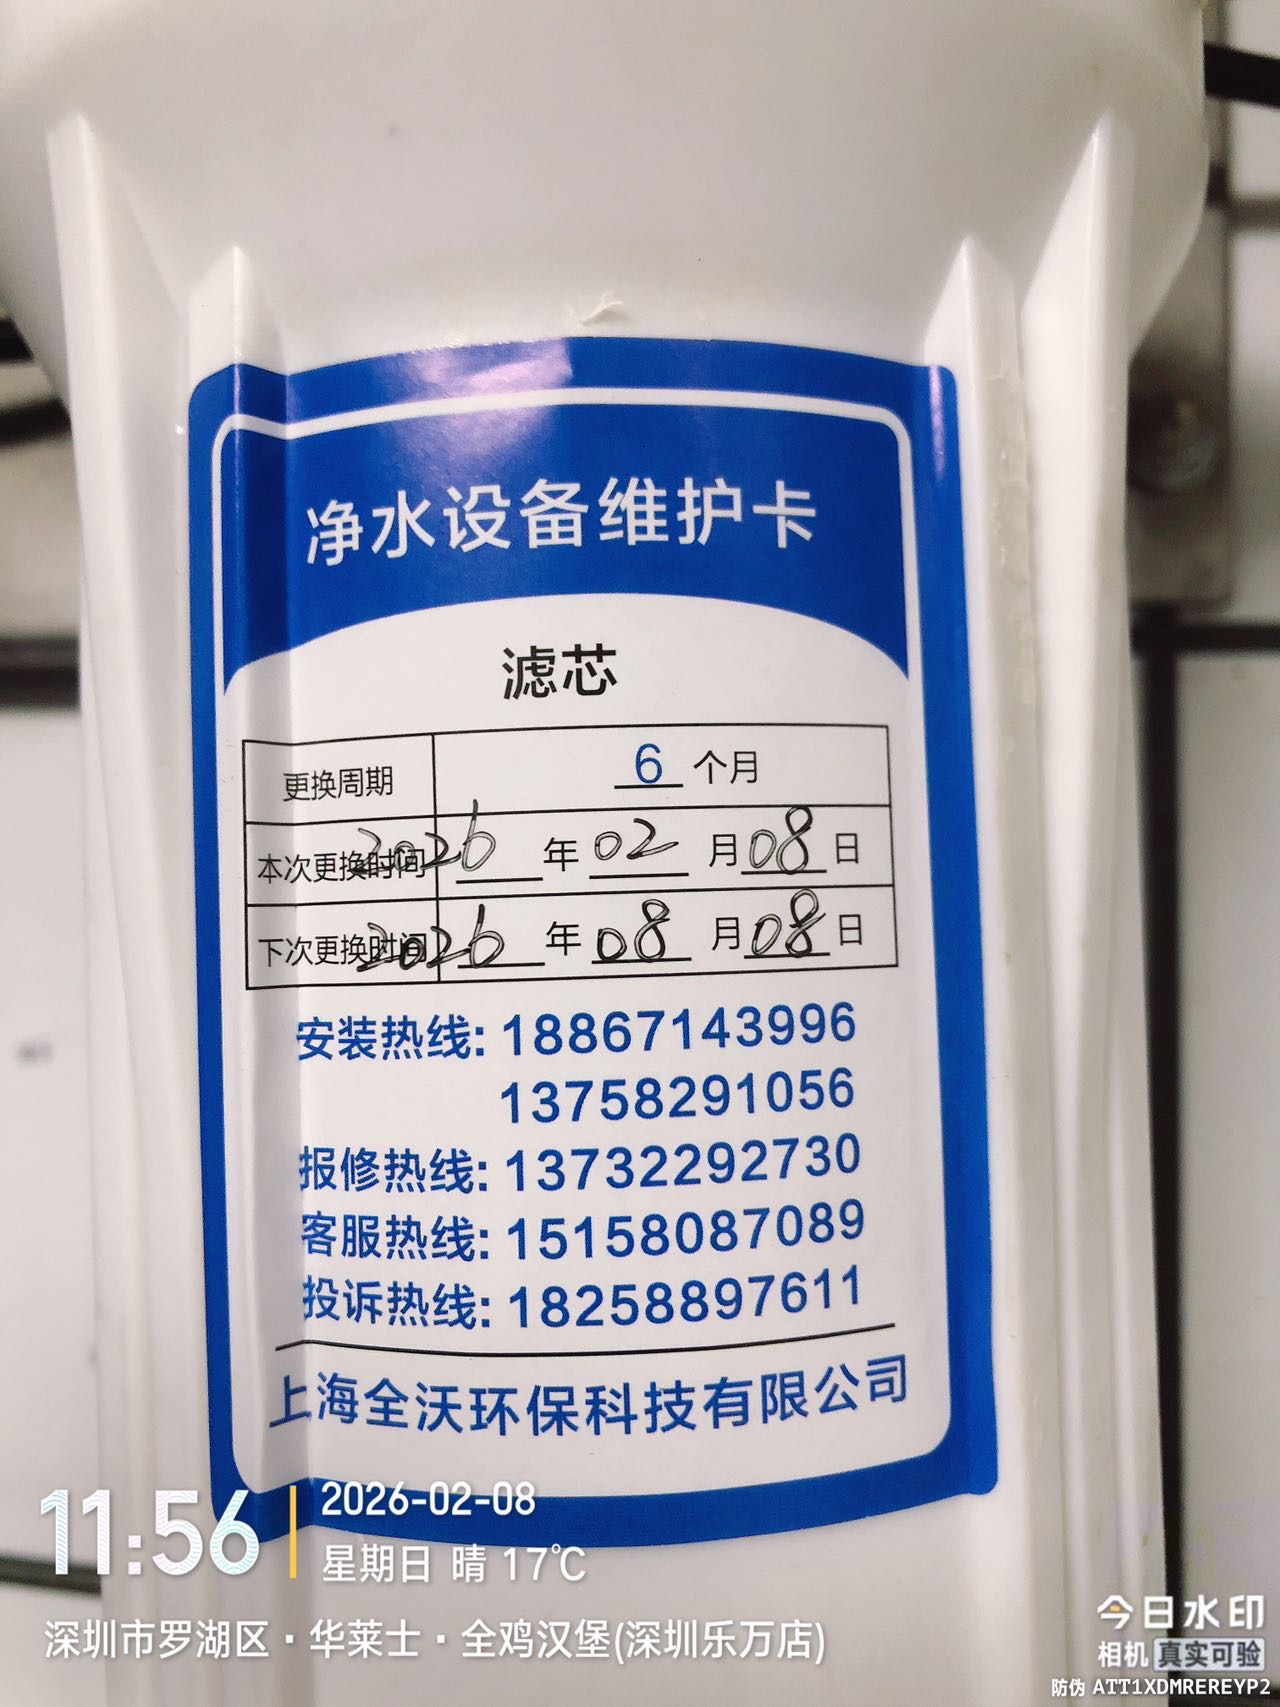 净水设备维护卡
滤芯
更换周期 6 个月
本次更换时间 2026 年 02 月 08 日
下次更换时间 2026 年 08 月 08 日
安装热线: 18867143996
13758291056
报修热线: 13732292730
客服热线: 15158087089
投诉热线: 18258897611
上海全沃环保科技有限公司
11:56
2026-02-08
星期日 晴 17℃
深圳市罗湖区·华莱士·全鸡汉堡(深圳乐万店)
今日水印
相机 真实可验
防伪 ATT1XDMREREYP2